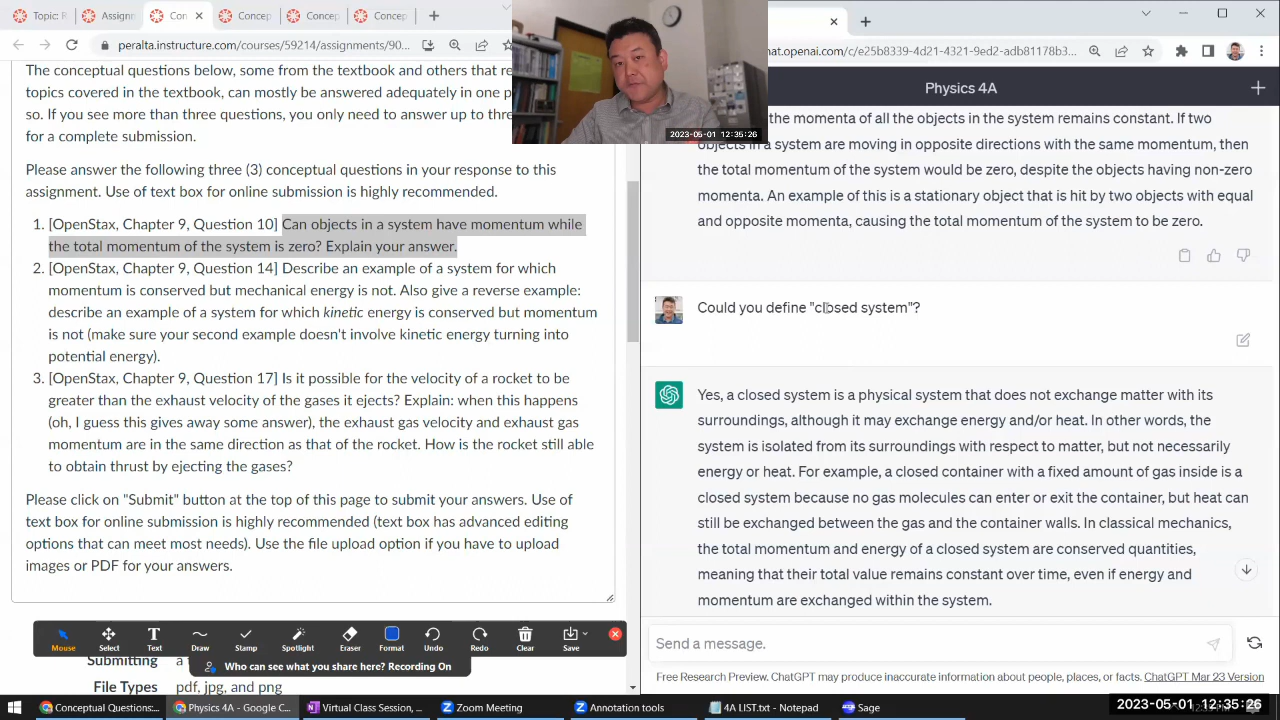 Assig
Con
Concep
Concep
peralta.instructure.com/courses/59214/assignments/90...
The conceptual questions below, some from the textbook and others that re
topics covered in the textbook, can mostly be answered adequately in one p
so. If you see more than three questions, you only need to answer up to thre
for a complete submission.
Please answer the following three (3) conceptual questions in your response to this
assignment. Use of text box for online submission is highly recommended.
1. [OpenStax, Chapter 9, Question 10] Can objects in a system have momentum while
the total momentum of the system is zero? Explain your answer.
2. [OpenStax, Chapter 9, Question 14] Describe an example of a system for which
momentum is conserved but mechanical energy is not. Also give a reverse example:
describe an example of a system for which kinetic energy is conserved but momentum
is not (make sure your second example doesn't involve kinetic energy turning into
potential energy).
3. [OpenStax, Chapter 9, Question 17] Is it possible for the velocity of a rocket to be
greater than the exhaust velocity of the gases it ejects? Explain: when this happens
(oh, I guess this gives away some answer), the exhaust gas velocity and exhaust gas
momentum are in the same direction as that of the rocket. How is the rocket still able
to obtain thrust by ejecting the gases?
Please click on "Submit" button at the top of this page to submit your answers. Use of
text box for online submission is highly recommended (text box has advanced editing
options that can meet most needs). Use the file upload option if you have to upload
images or PDF for your answers.
Mouse Select Text Draw Stamp Spotlight Eraser Format Undo Redo Clear Save
Submitting a
Who can see what you share here? Recording On
File Types pdf, jpg, and png
2023-05-01 12:35:26
hat.openai.com/c/e25b8339-4d21-4321-9ed2-adb81178b3...
Physics 4A
the momenta of all the objects in the system remains constant. If two
objects in a system are moving in opposite directions with the same momentum, then
the total momentum of the system would be zero, despite the objects having non-zero
momenta. An example of this is a stationary object that is hit by two objects with equal
and opposite momenta, causing the total momentum of the system to be zero.
Could you define "closed system"?
Yes, a closed system is a physical system that does not exchange matter with its
surroundings, although it may exchange energy and/or heat. In other words, the
system is isolated from its surroundings with respect to matter, but not necessarily
energy or heat. For example, a closed container with a fixed amount of gas inside is a
closed system because no gas molecules can enter or exit the container, but heat can
still be exchanged between the gas and the container walls. In classical mechanics,
the total momentum and energy of a closed system are conserved quantities,
meaning that their total value remains constant over time, even if energy and
momentum are exchanged within the system.
Send a message.
Free Research Preview. ChatGPT may produce inaccurate information about people, places, or facts. ChatGPT Mar 23 Version
Conceptual Questions:... Physics 4A - Google C... Virtual Class Session, ... Zoom Meeting Annotation tools 4A LIST.txt - Notepad Sage
2023-05-01 12:35:26